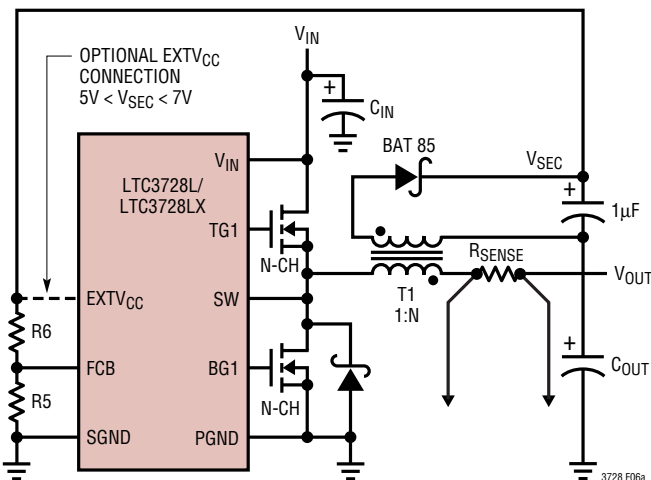 OPTIONAL EXTVCC
CONNECTION
5V < VSEC < 7V
VIN
CIN
BAT 85
VSEC
1µF
VIN
LTC3728L/
LTC3728LX
TG1
N-CH
RSENSE
VOUT
T1
1:N
EXTVCC
SW
R6
FCB
BG1
N-CH
COUT
R5
SGND
PGND
3728 F06a
+
+
+